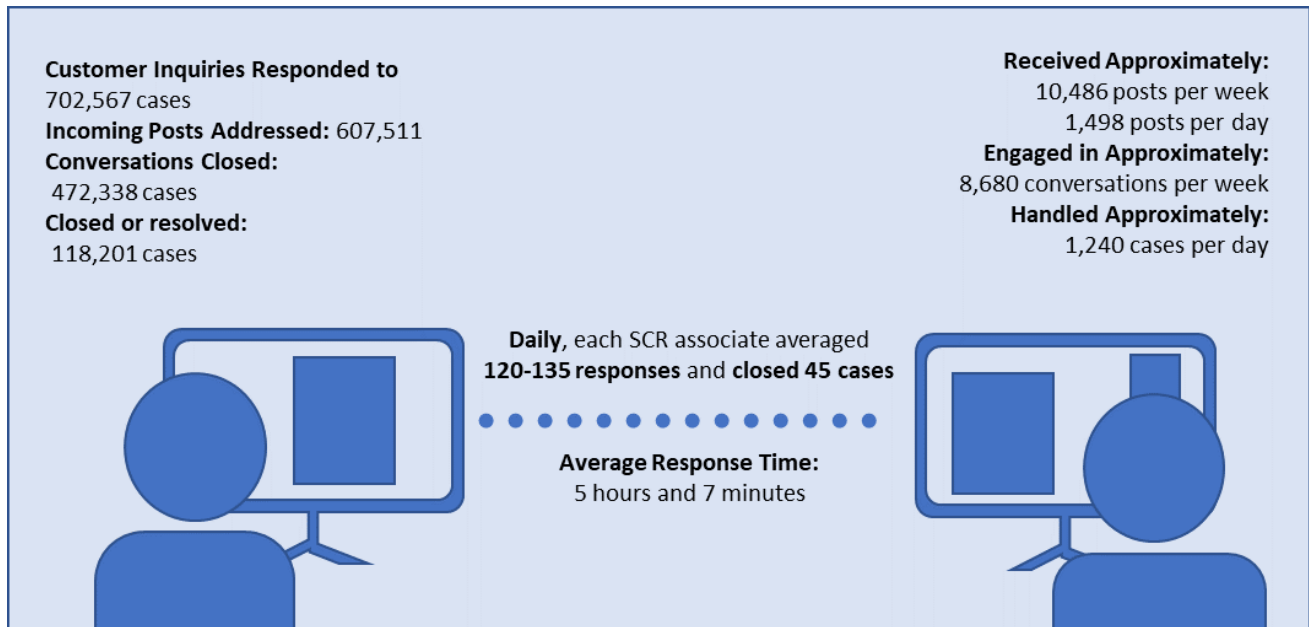 Customer Inquiries Responded to
702,567 cases
Incoming Posts Addressed: 607,511
Conversations Closed:
472,338 cases
Closed or resolved:
118,201 cases
Received Approximately:
10,486 posts per week
1,498 posts per day
Engaged in Approximately:
8,680 conversations per week
Handled Approximately:
1,240 cases per day
Daily, each SCR associate averaged
120-135 responses and closed 45 cases
Average Response Time:
5 hours and 7 minutes